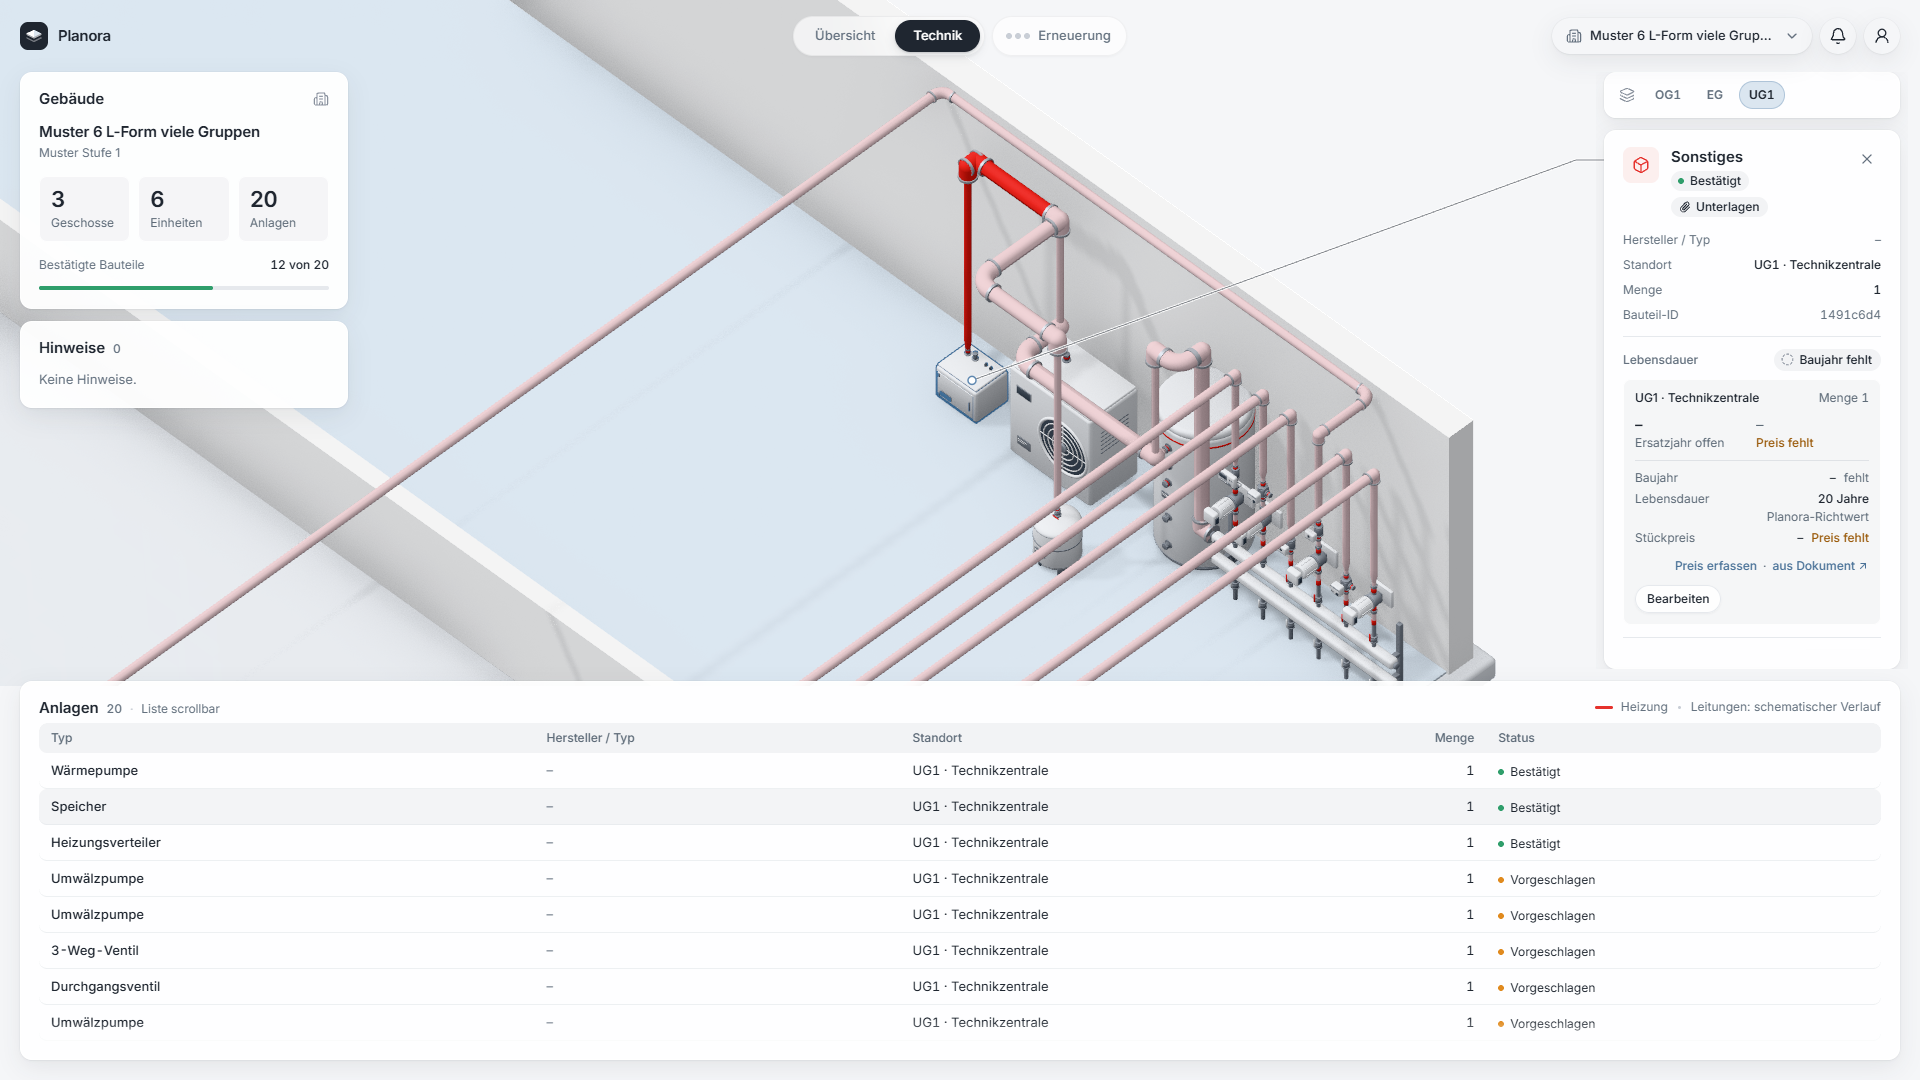 Planora
Übersicht
Technik
Erneuerung
Muster 6 L-Form viele Grup...
Gebäude
Muster 6 L-Form viele Gruppen
Muster Stufe 1
3 6 20
Geschosse Einheiten Anlagen
Bestätigte Bauteile 12 von 20
Hinweise 0
Keine Hinweise.
OG1 EG UG1
Sonstiges
Bestätigt
Unterlagen
Hersteller / Typ –
Standort UG1 · Technikzentrale
Menge 1
Bauteil-ID 1491c6d4
Lebensdauer Baujahr fehlt
UG1 · Technikzentrale Menge 1
– –
Ersatzjahr offen Preis fehlt
Baujahr – fehlt
Lebensdauer 20 Jahre
Planora-Richtwert
Stückpreis – Preis fehlt
Preis erfassen · aus Dokument ↗
Bearbeiten
Anlagen 20 · Liste scrollbar
Heizung · Leitungen: schematischer Verlauf
Typ Hersteller / Typ Standort Menge Status
Wärmepumpe – UG1 · Technikzentrale 1 Bestätigt
Speicher – UG1 · Technikzentrale 1 Bestätigt
Heizungsverteiler – UG1 · Technikzentrale 1 Bestätigt
Umwälzpumpe – UG1 · Technikzentrale 1 Vorgeschlagen
Umwälzpumpe – UG1 · Technikzentrale 1 Vorgeschlagen
3-Weg-Ventil – UG1 · Technikzentrale 1 Vorgeschlagen
Durchgangsventil – UG1 · Technikzentrale 1 Vorgeschlagen
Umwälzpumpe – UG1 · Technikzentrale 1 Vorgeschlagen